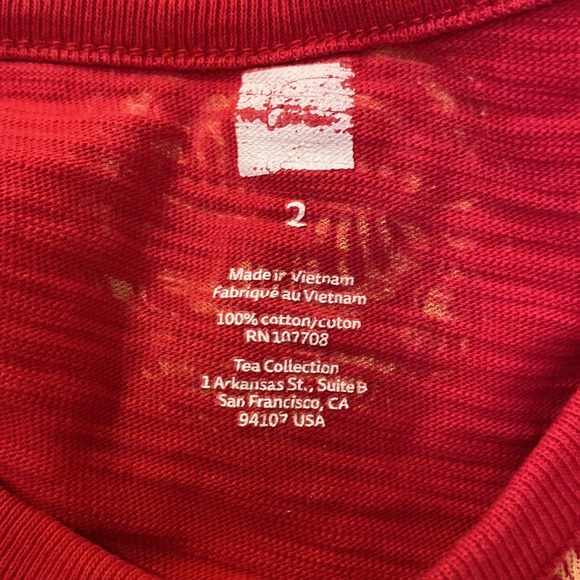 2
Made in Vietnam
Fabriqué au Vietnam
100% cotton/coton
RN 107708
Tea Collection
1 Arkansas St., Suite B
San Francisco, CA
94107 USA